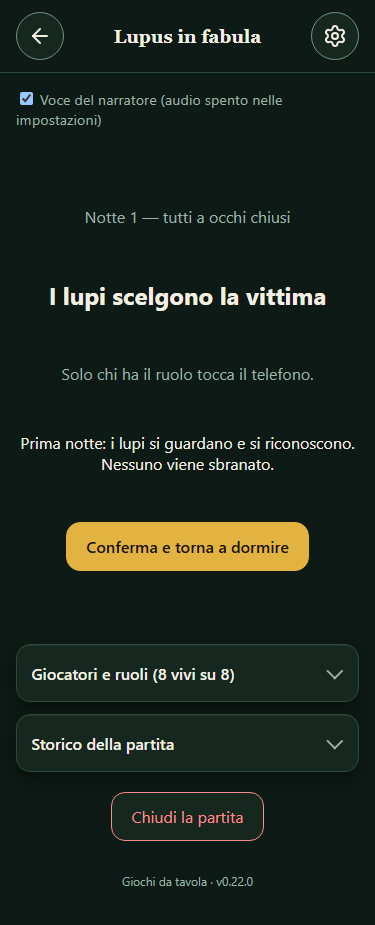 Lupus in fabula
Voce del narratore (audio spento nelle
impostazioni)
Notte 1 — tutti a occhi chiusi
I lupi scelgono la vittima
Solo chi ha il ruolo tocca il telefono.
Prima notte: i lupi si guardano e si riconoscono.
Nessuno viene sbranato.
Conferma e torna a dormire
Giocatori e ruoli (8 vivi su 8)
Storico della partita
Chiudi la partita
Giochi da tavola · v0.22.0